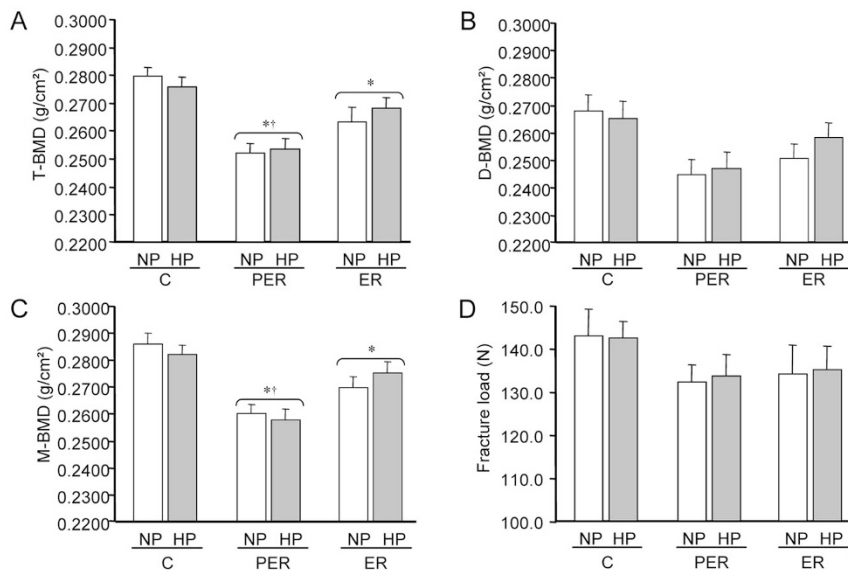 A
T-BMD (g/cm²)
0.3000
0.2900
0.2800
0.2700
0.2600
0.2500
0.2400
0.2300
0.2200
*†
*
NP HP NP HP NP HP
C PER ER
B
D-BMD (g/cm²)
0.3000
0.2900
0.2800
0.2700
0.2600
0.2500
0.2400
0.2300
0.2200
NP HP NP HP NP HP
C PER ER
C
M-BMD (g/cm²)
0.3000
0.2900
0.2800
0.2700
0.2600
0.2500
0.2400
0.2300
0.2200
*†
*
NP HP NP HP NP HP
C PER ER
D
Fracture load (N)
150.0
140.0
130.0
120.0
110.0
100.0
NP HP NP HP NP HP
C PER ER